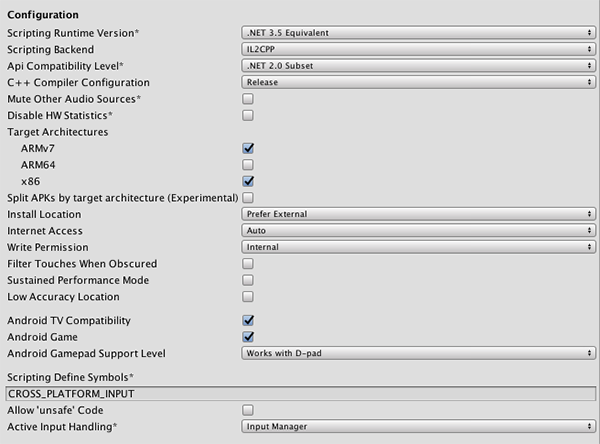 Configuration
Scripting Runtime Version* .NET 3.5 Equivalent
Scripting Backend IL2CPP
Api Compatibility Level* .NET 2.0 Subset
C++ Compiler Configuration Release
Mute Other Audio Sources*
Disable HW Statistics*
Target Architectures
ARMv7
ARM64
x86
Split APKs by target architecture (Experimental)
Install Location Prefer External
Internet Access Auto
Write Permission Internal
Filter Touches When Obscured
Sustained Performance Mode
Low Accuracy Location
Android TV Compatibility
Android Game
Android Gamepad Support Level Works with D-pad
Scripting Define Symbols*
CROSS_PLATFORM_INPUT
Allow 'unsafe' Code
Active Input Handling* Input Manager